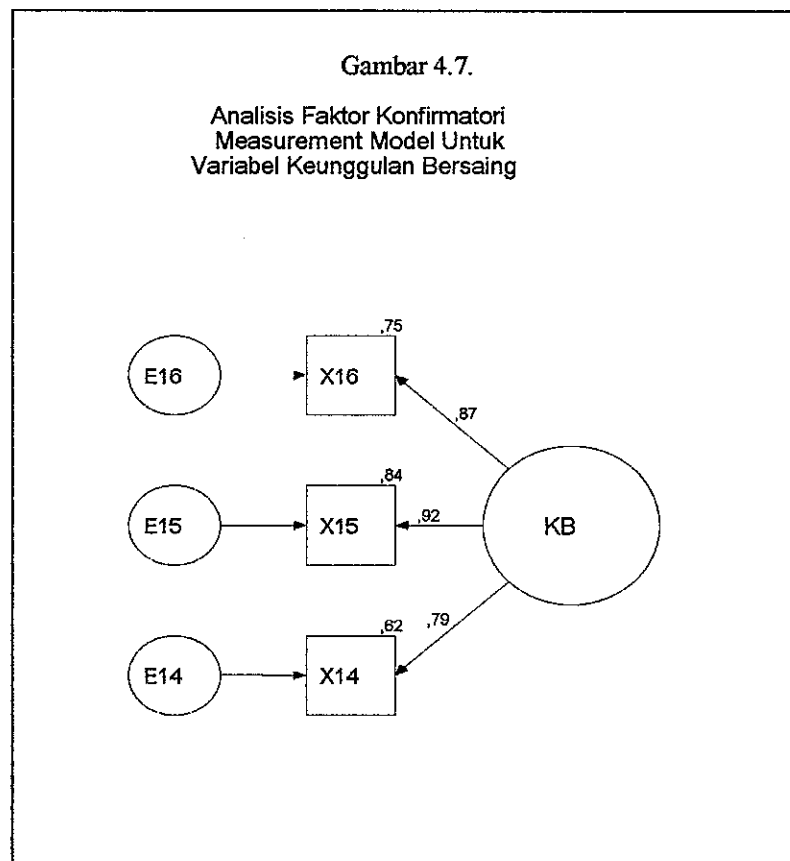 Gambar 4.7.
Analisis Faktor Konfirmatori
Measurement Model Untuk
Variabel Keunggulan Bersaing
,75
E16
X16
,87
,84
E15
X15
,92
KB
,62
,79
E14
X14